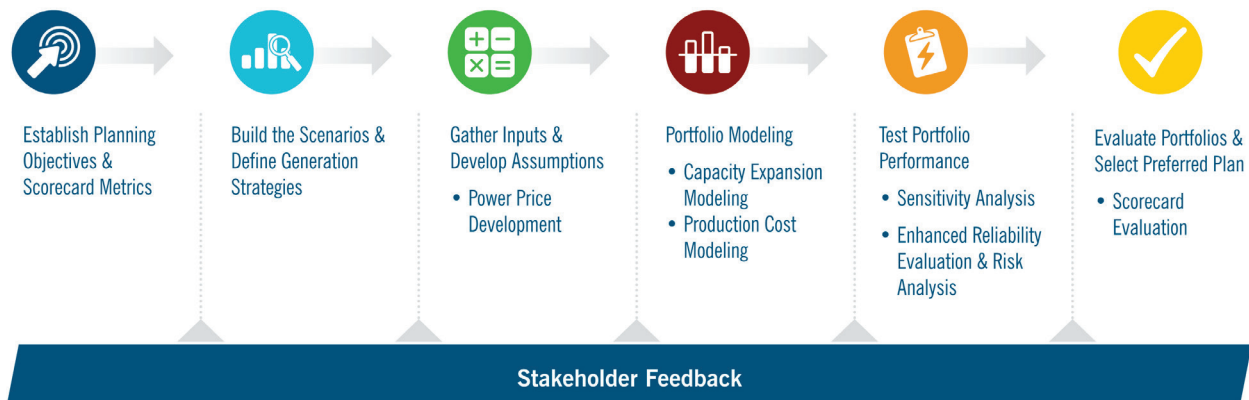 Establish Planning
Objectives &
Scorecard Metrics
Build the Scenarios &
Define Generation
Strategies
Gather Inputs &
Develop Assumptions
• Power Price
Development
Portfolio Modeling
• Capacity Expansion
Modeling
• Production Cost
Modeling
Test Portfolio
Performance
• Sensitivity Analysis
• Enhanced Reliability
Evaluation & Risk
Analysis
Evaluate Portfolios &
Select Preferred Plan
• Scorecard
Evaluation
Stakeholder Feedback